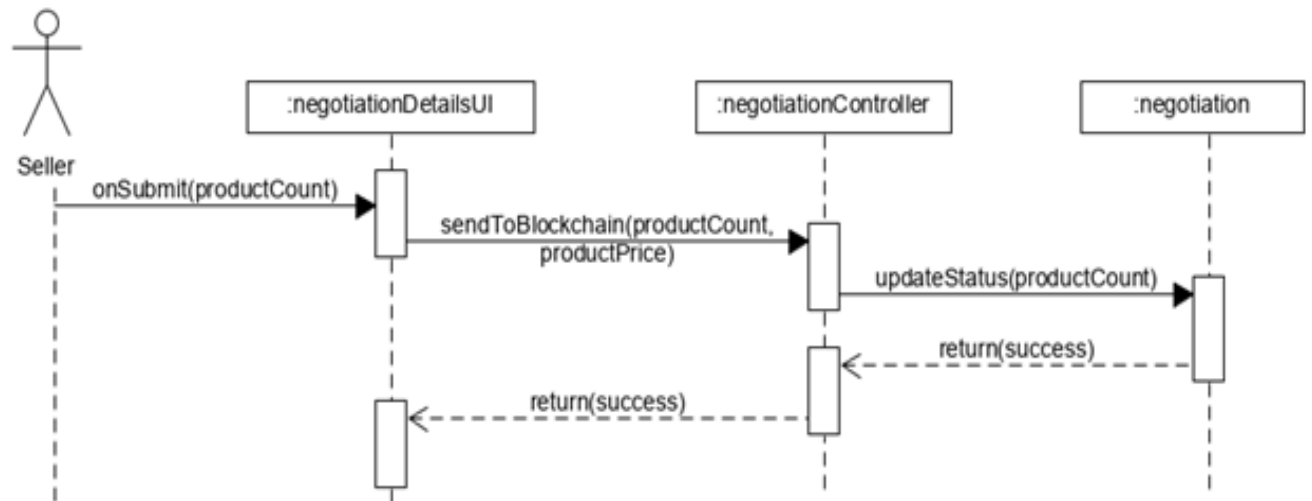 :negotiationDetailsUI
:negotiationController
:negotiation
Seller
onSubmit(productCount)
sendToBlockchain(productCount,
productPrice)
updateStatus(productCount)
return(success)
return(success)